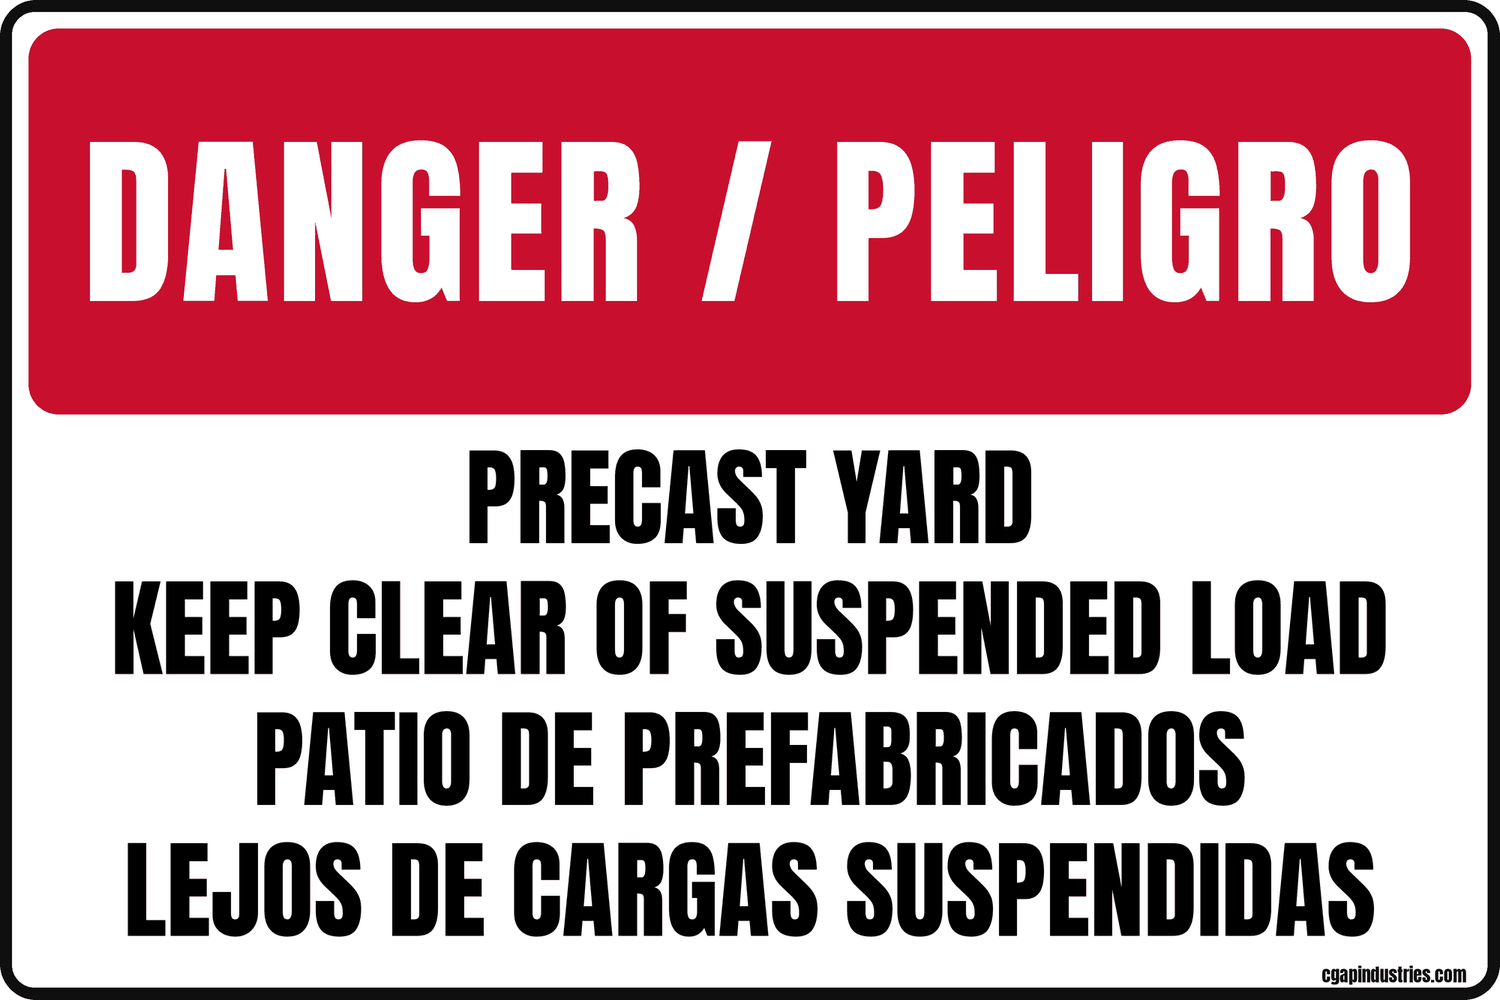 DANGER / PELIGRO
PRECAST YARD
KEEP CLEAR OF SUSPENDED LOAD
PATIO DE PREFABRICADOS
LEJOS DE CARGAS SUSPENDIDAS
cgapindustries.com